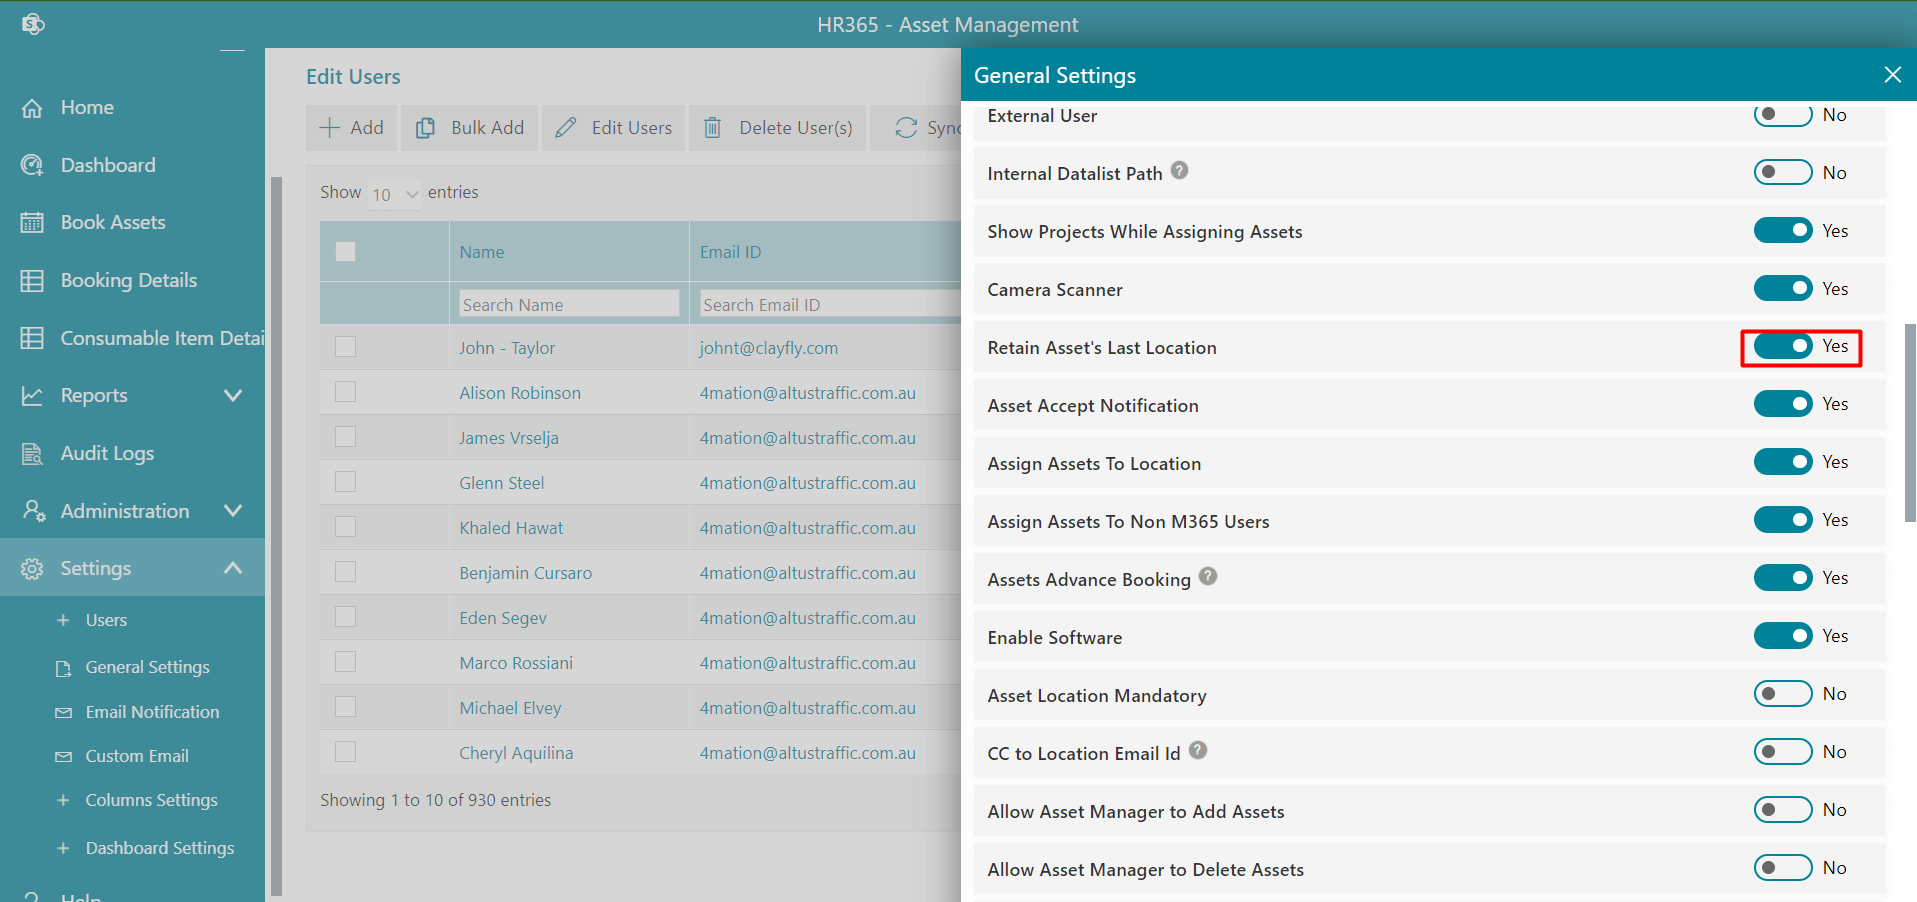 HR365 - Asset Management
Home
Dashboard
Book Assets
Booking Details
Consumable Item Detai
Reports
Audit Logs
Administration
Settings
Users
General Settings
Email Notification
Custom Email
Columns Settings
Dashboard Settings
Help
Edit Users
Add
Bulk Add
Edit Users
Delete User(s)
Sync
Show 10 entries
Name Email ID
Search Name Search Email ID
John - Taylor johnt@clayfly.com
Alison Robinson 4mation@altustraffic.com.au
James Vrselja 4mation@altustraffic.com.au
Glenn Steel 4mation@altustraffic.com.au
Khaled Hawat 4mation@altustraffic.com.au
Benjamin Cursaro 4mation@altustraffic.com.au
Eden Segev 4mation@altustraffic.com.au
Marco Rossiani 4mation@altustraffic.com.au
Michael Elvey 4mation@altustraffic.com.au
Cheryl Aquilina 4mation@altustraffic.com.au
Showing 1 to 10 of 930 entries
General Settings
External User No
Internal Datalist Path ? No
Show Projects While Assigning Assets Yes
Camera Scanner Yes
Retain Asset's Last Location Yes
Asset Accept Notification Yes
Assign Assets To Location Yes
Assign Assets To Non M365 Users Yes
Assets Advance Booking ? Yes
Enable Software Yes
Asset Location Mandatory No
CC to Location Email Id ? No
Allow Asset Manager to Add Assets No
Allow Asset Manager to Delete Assets No